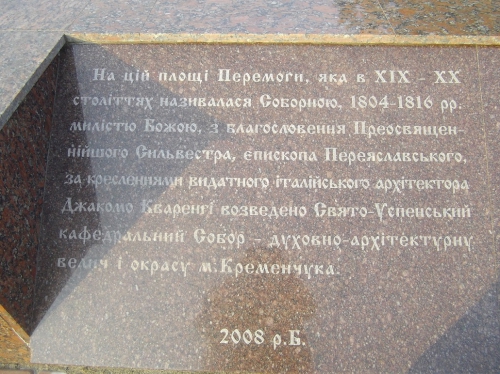 На цій площі Перемоги, яка в XIX - XX
століттях називалася Соборною, 1804-1816 рр.
милістю Божою, з благословення Преосвящен-
нійшого Сильвестра, єпископа Переяславського,
за кресленнями видатного італійського архітектора
Джакомо Кваренгі возведено Свято-Успенський
кафедральний Собор - духовно-архітектурну
велич і окрасу м.Кременчука.
2008 р.Б.